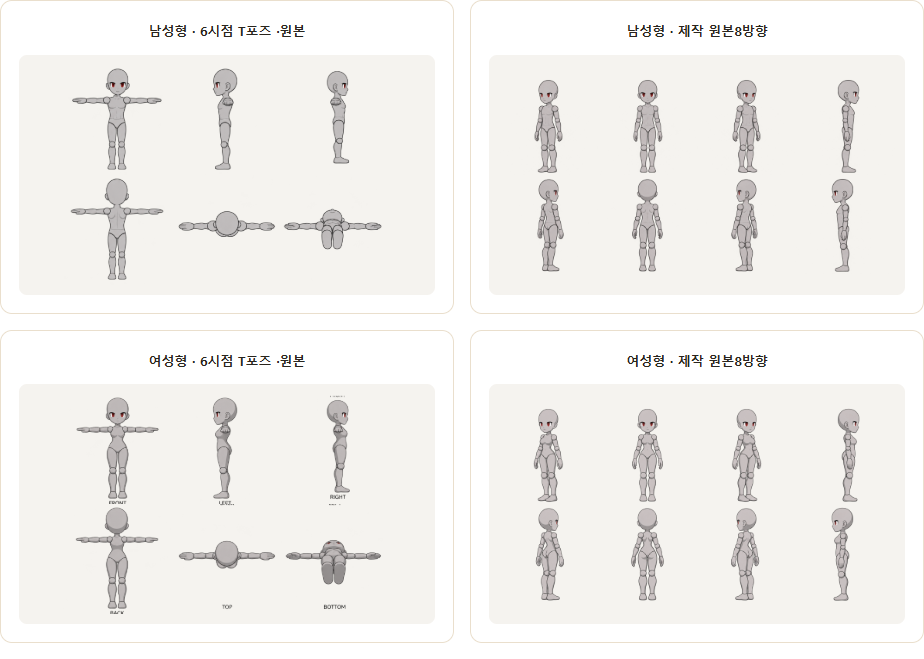 남성형 · 6시점 T포즈 ·원본
남성형 · 제작 원본8방향
여성형 · 6시점 T포즈 ·원본
여성형 · 제작 원본8방향
FRONT
RIGHT
BACK
TOP
BOTTOM